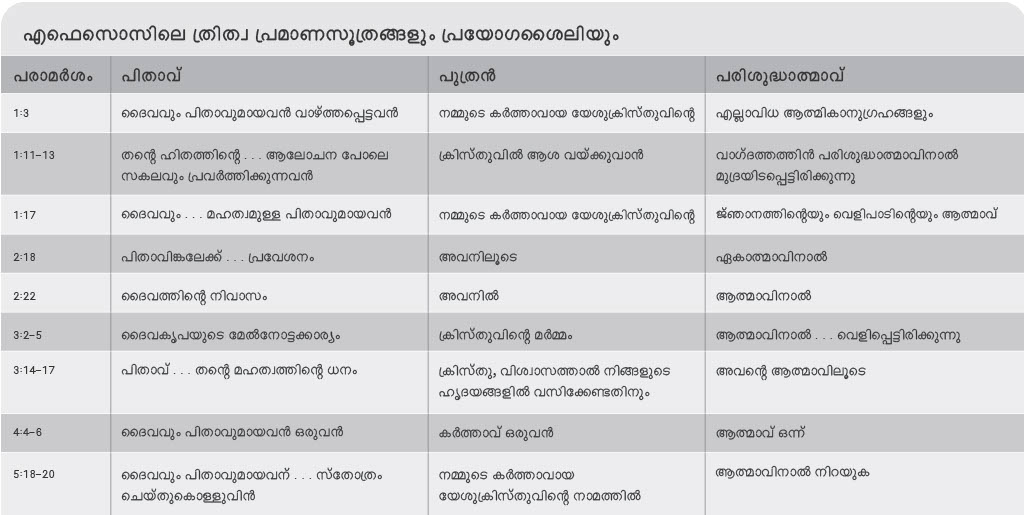 എഫെസൊസിലെ ത്രിത്വ പ്രമാണസൂത്രങ്ങളും പ്രയോഗശൈലിയും
പരാമർശം പിതാവ് പുത്രൻ പരിശുദ്ധാത്മാവ്
1:3 ദൈവവും പിതാവുമായവൻ വാഴ്ത്തപ്പെട്ടവൻ നമ്മുടെ കർത്താവായ യേശുക്രിസ്തുവിന്റെ എല്ലാവിധ ആത്മികാനുഗ്രഹങ്ങളും
1:11–13 തന്റെ ഹിതത്തിന്റെ . . . ആലോചന പോലെ ക്രിസ്തുവിൽ ആശ വയ്ക്കുവാൻ വാഗ്ദത്തത്തിൻ പരിശുദ്ധാത്മാവിനാൽ
സകലവും പ്രവർത്തിക്കുന്നവൻ മുദ്രയിടപ്പെട്ടിരിക്കുന്നു
1:17 ദൈവവും . . . മഹത്വമുള്ള പിതാവുമായവൻ നമ്മുടെ കർത്താവായ യേശുക്രിസ്തുവിന്റെ ജ്ഞാനത്തിന്റെയും വെളിപാടിന്റെയും ആത്മാവ്
2:18 പിതാവിങ്കലേക്ക് . . . പ്രവേശനം അവനിലൂടെ ഏകാത്മാവിനാൽ
2:22 ദൈവത്തിന്റെ നിവാസം അവനിൽ ആത്മാവിനാൽ
3:2–5 ദൈവകൃപയുടെ മേൽനോട്ടക്കാര്യം ക്രിസ്തുവിന്റെ മർമ്മം ആത്മാവിനാൽ . . . വെളിപ്പെട്ടിരിക്കുന്നു
3:14–17 പിതാവ് . . . തന്റെ മഹത്വത്തിന്റെ ധനം ക്രിസ്തു, വിശ്വാസത്താൽ നിങ്ങളുടെ അവന്റെ ആത്മാവിലൂടെ
ഹൃദയങ്ങളിൽ വസിക്കേണ്ടതിനും
4:4–6 ദൈവവും പിതാവുമായവൻ ഒരുവൻ കർത്താവ് ഒരുവൻ ആത്മാവ് ഒന്ന്
5:18–20 ദൈവവും പിതാവുമായവന് . . . സ്തോത്രം നമ്മുടെ കർത്താവായ ആത്മാവിനാൽ നിറയുക
ചെയ്തുകൊള്ളുവിൻ യേശുക്രിസ്തുവിന്റെ നാമത്തിൽ